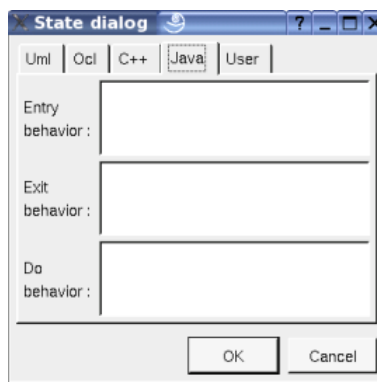 State dialog
Uml Ocl C++ Java User
Entry
behavior :
Exit
behavior :
Do
behavior :
OK Cancel